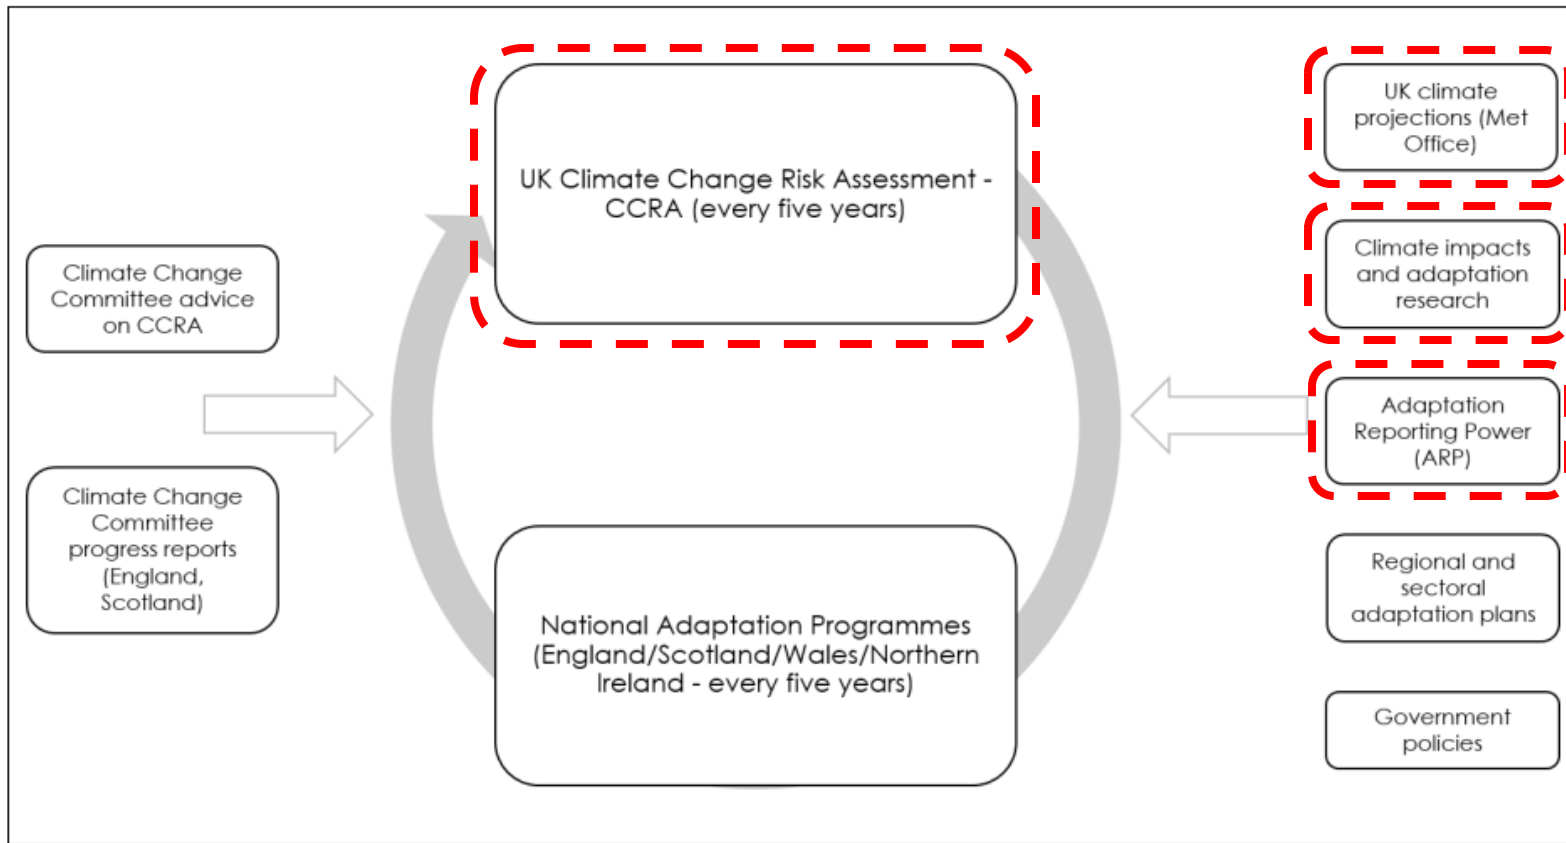 UK Climate Change Risk Assessment -
CCRA (every five years)
National Adaptation Programmes
(England/Scotland/Wales/Northern
Ireland - every five years)
Climate Change
Committee advice
on CCRA
Climate Change
Committee
progress reports
(England,
Scotland)
UK climate
projections (Met
Office)
Climate impacts
and adaptation
research
Adaptation
Reporting Power
(ARP)
Regional and
sectoral
adaptation plans
Government
policies